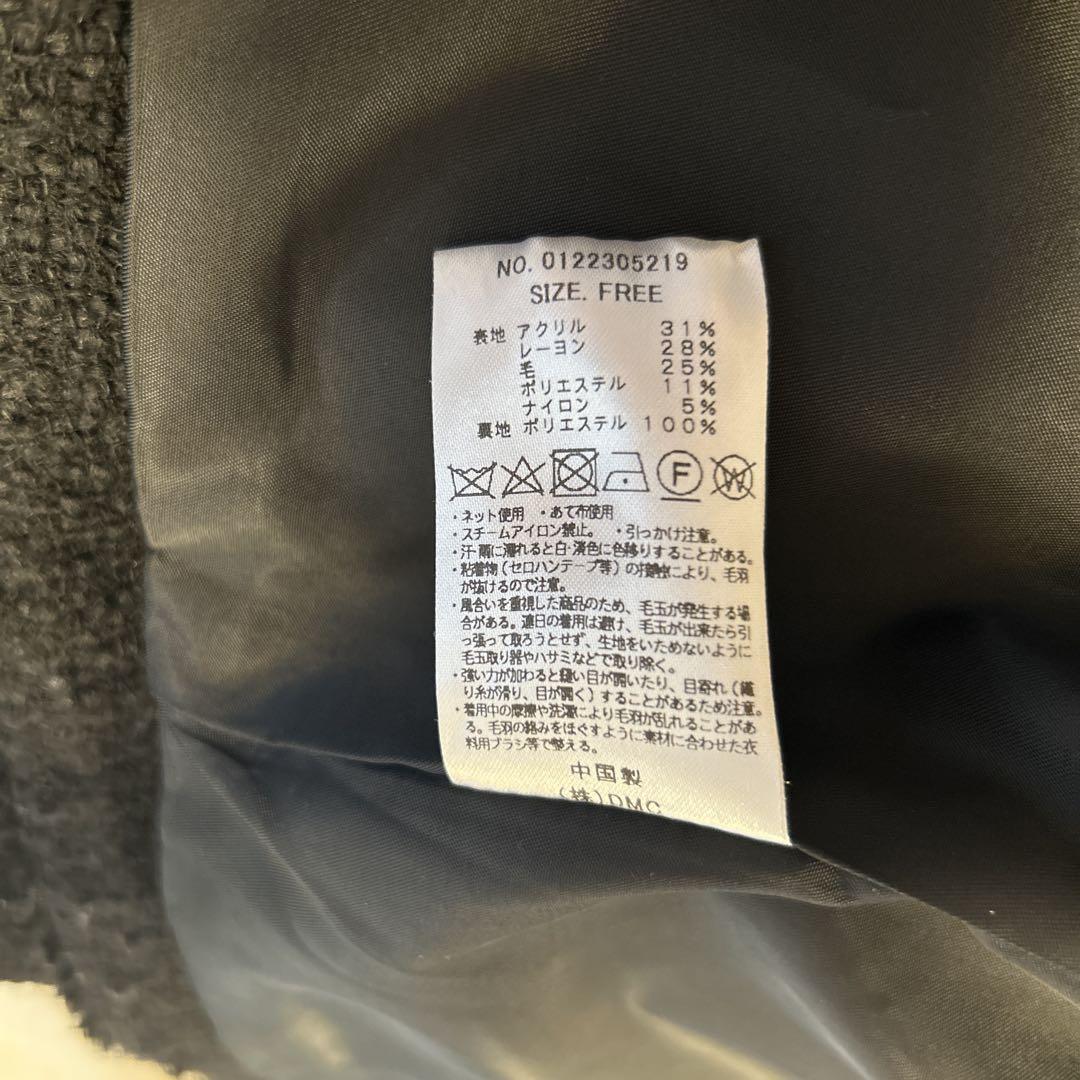 NO. 0122305219
SIZE. FREE
表地 アクリル 31%
レーヨン 28%
毛 25%
ポリエステル 11%
ナイロン 5%
裏地 ポリエステル 100%
F W
・ネット使用 ・あて布使用
・スチームアイロン禁止。 ・引っかけ注意。
・汗・雨に濡れると白・淡色に色移りすることがある。
・粘着物(セロハンテープ等)の接触により、毛羽
が抜けるので注意。
・風合いを重視した商品のため、毛玉が発生する場
合がある。連日の着用は避け、毛玉が出来たら引
っ張って取ろうとせず、生地をいためないように
毛玉取り器やハサミなどで取り除く。
・強い力が加わると縫い目が開いたり、目寄れ(織
り糸が滑り、目が開く)することがあるため注意。
・着用中の摩擦や洗濯により毛羽が乱れることがあ
る。毛羽の絡みをほぐすように素材に合わせた衣
料用ブラシ等で整える。
中国製
(株)DMC